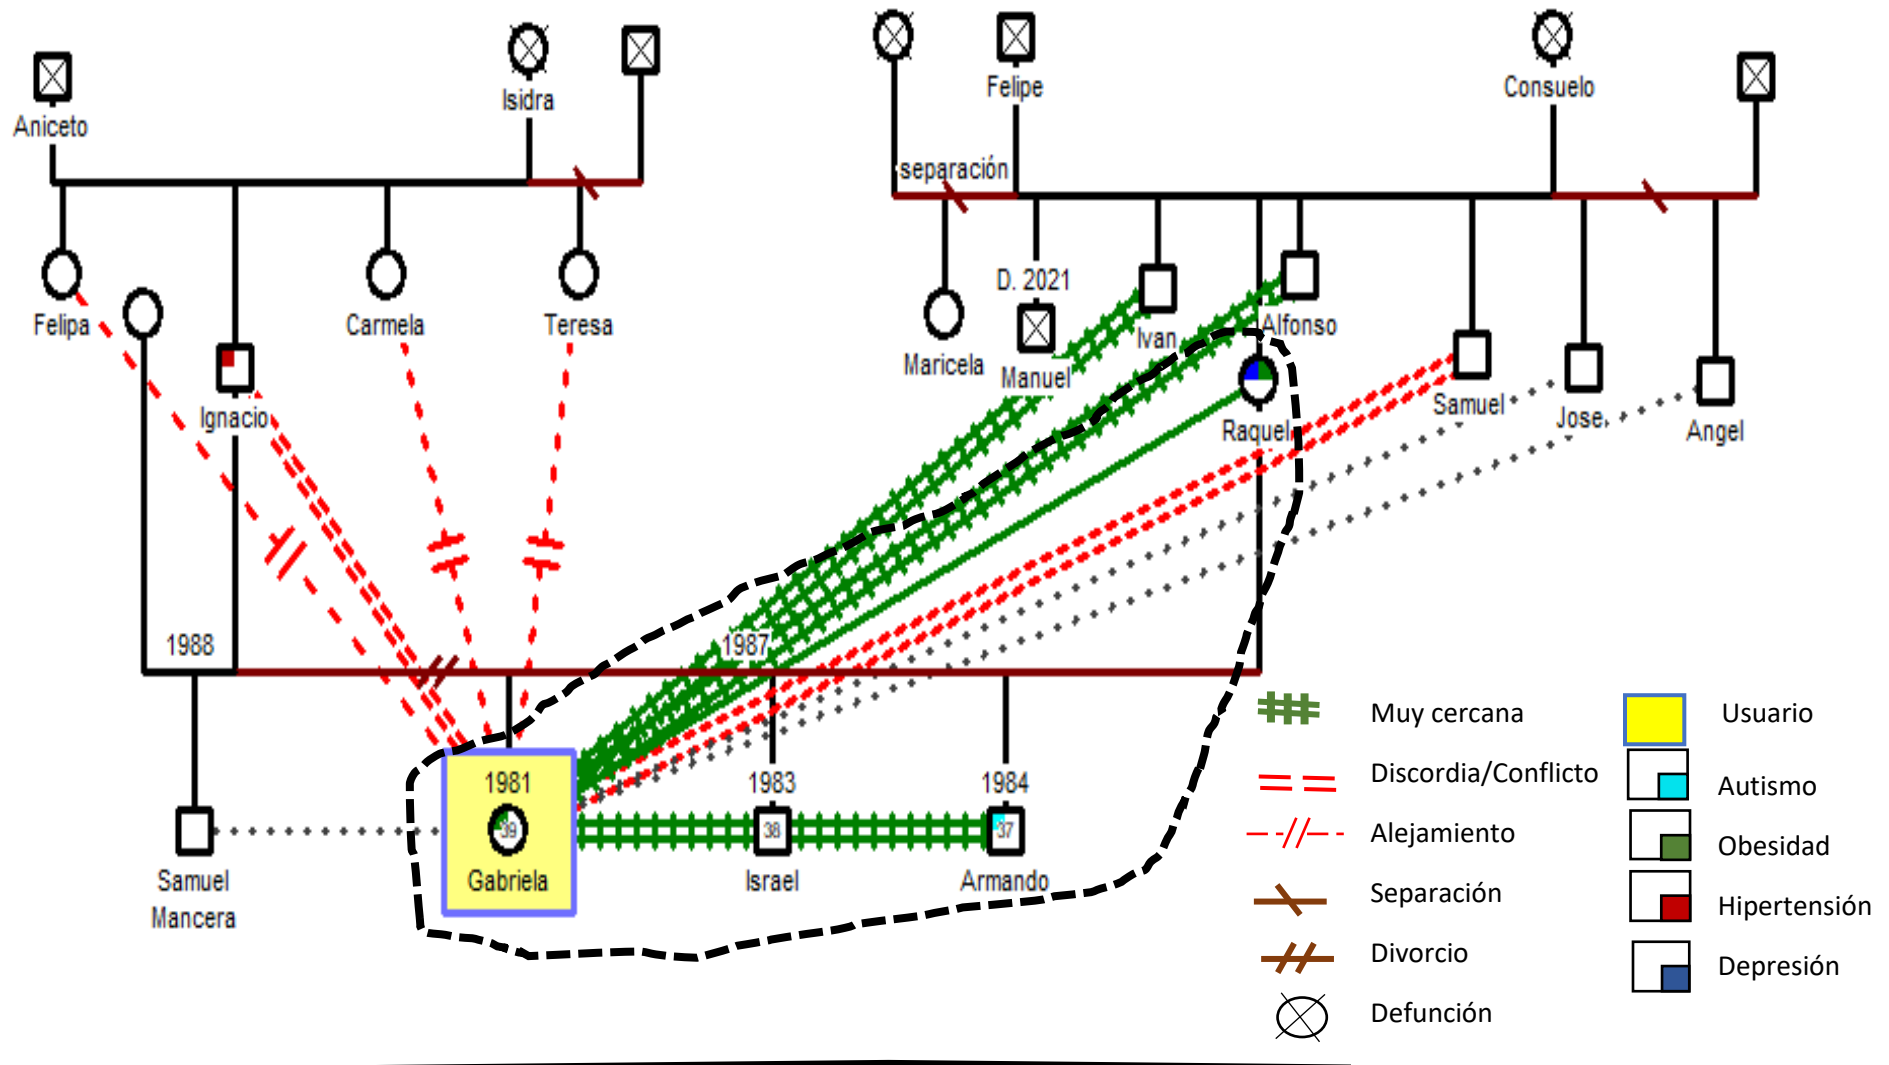 Aniceto
Isidra
Felipe
Consuelo
separación
Felipa
Ignacio
Carmela
Teresa
Maricela
D. 2021
Manuel
Ivan
Alfonso
Raquel
Samuel
Jose
Angel
1988
1987
1981
39
Gabriela
1983
38
Israel
1984
37
Armando
Samuel
Mancera
Muy cercana
Discordia/Conflicto
Alejamiento
Separación
Divorcio
Defunción
Usuario
Autismo
Obesidad
Hipertensión
Depresión